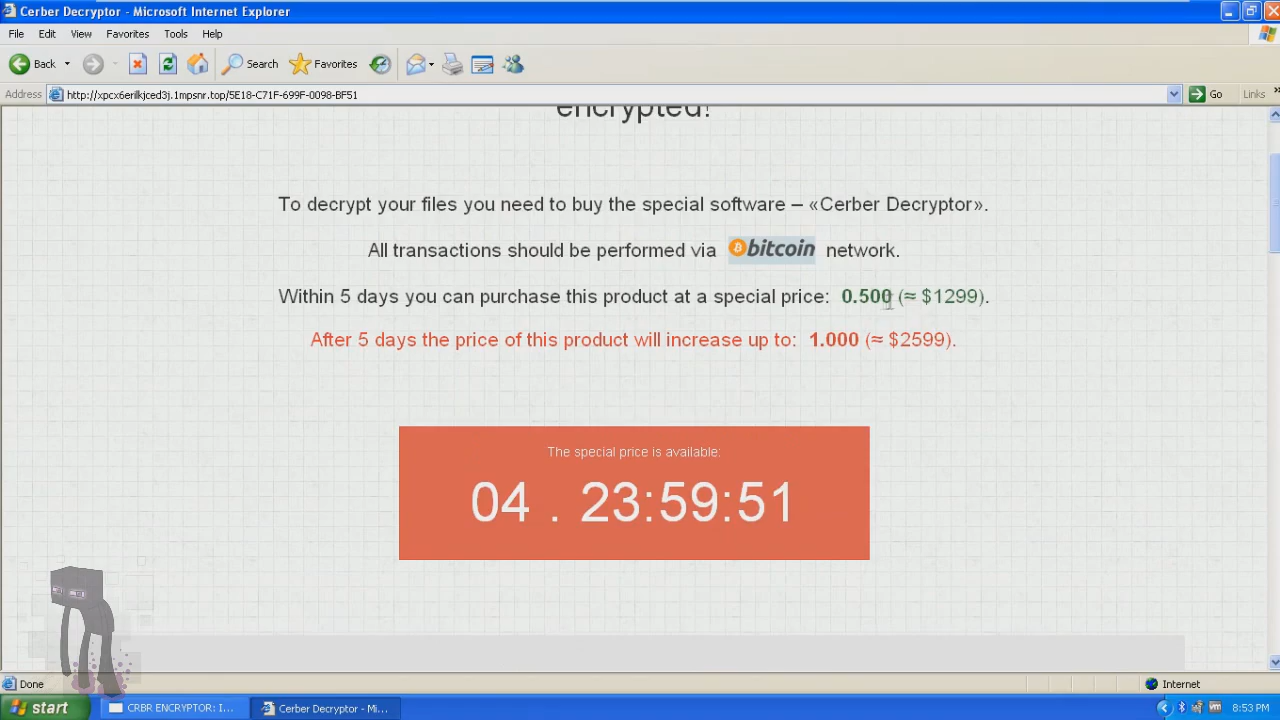 Cerber Decryptor - Microsoft Internet Explorer
File Edit View Favorites Tools Help
Back Search Favorites
Address http://xpcx6erilkjced3j.1mpsnr.top/5E18-C71F-699F-0098-BF51 Go Links
encrypted!
To decrypt your files you need to buy the special software – «Cerber Decryptor».
All transactions should be performed via bitcoin network.
Within 5 days you can purchase this product at a special price: 0.500 (≈ $1299).
After 5 days the price of this product will increase up to: 1.000 (≈ $2599).
The special price is available:
04 . 23:59:51
Done Internet
start CRBR ENCRYPTOR: I... Cerber Decryptor - Mi... 8:53 PM